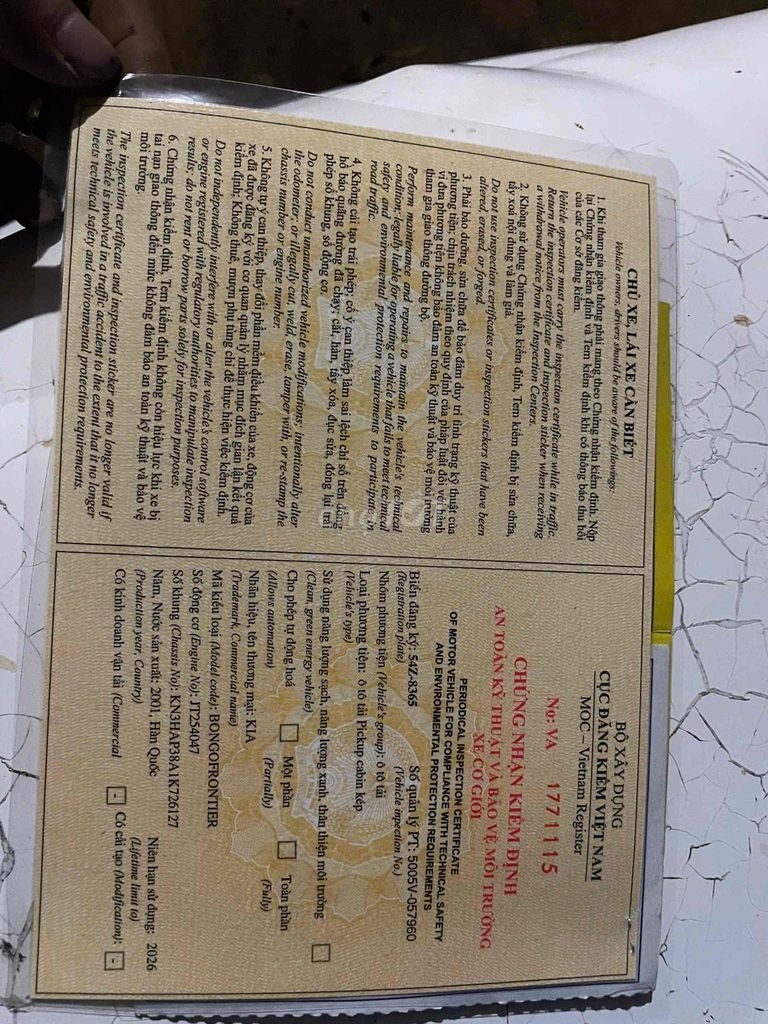 CHỦ XE, LÁI XE CẦN BIẾT
Vehicle owners, drivers should be aware of the followings:
1. Khi tham gia giao thông phải mang theo Chứng nhận kiểm định. Nộp
lại Chứng nhận kiểm định và Tem kiểm định khi có thông báo thu hồi
của các Cơ sở đăng kiểm.
Vehicle operators must carry the inspection certificate while in traffic.
Return the inspection certificate and inspection sticker when receiving
a withdrawal notice from the Inspection Centers.
2. Không sử dụng Chứng nhận kiểm định, Tem kiểm định bị sửa chữa,
tẩy xoá nội dung và làm giả.
Do not use inspection certificates or inspection stickers that have been
altered, erased, or forged.
3. Phải bảo dưỡng, sửa chữa để bảo đảm duy trì tình trạng kỹ thuật của
phương tiện; chịu trách nhiệm theo quy định của pháp luật đối với hành
vi đưa phương tiện không bảo đảm an toàn kỹ thuật và bảo vệ môi trường
tham gia giao thông đường bộ.
Perform maintenance and repairs to maintain the vehicle's technical
condition; legally liable for operating a vehicle that fails to meet technical
safety and environmental protection requirements to participate in
road traffic.
4. Không cải tạo trái phép; cố ý can thiệp làm sai lệch chỉ số trên đồng
hồ báo quãng đường đã chạy; cắt, hàn, tẩy xóa, đục sửa, đóng lại trái
phép số khung, số động cơ.
Do not conduct unauthorized vehicle modifications; intentionally alter
the odometer, or illegally cut, weld, erase, tamper with, or re-stamp the
chassis number or engine number.
5. Không tự ý can thiệp, thay đổi phần mềm điều khiển của xe, động cơ của
xe đã được đăng ký với cơ quan quản lý nhằm mục đích gian lận kết quả
kiểm định; Không thuê, mượn phụ tùng chỉ để thực hiện việc kiểm định.
Do not independently interfere with or alter the vehicle's control software
or engine registered with regulatory authorities to manipulate inspection
results; do not rent or borrow parts solely for inspection purposes.
6. Chứng nhận kiểm định, Tem kiểm định không còn hiệu lực khi xe bị
tai nạn giao thông đến mức không đảm bảo an toàn kỹ thuật và bảo vệ
môi trường.
The inspection certificate and inspection sticker are no longer valid if
the vehicle is involved in a traffic accident to the extent that it no longer
meets technical safety and environmental protection requirements.
BỘ XÂY DỰNG
CỤC ĐĂNG KIỂM VIỆT NAM
MOC – Vietnam Register
No: VA 1771115
CHỨNG NHẬN KIỂM ĐỊNH
AN TOÀN KỸ THUẬT VÀ BẢO VỆ MÔI TRƯỜNG
XE CƠ GIỚI
PERIODICAL INSPECTION CERTIFICATE
OF MOTOR VEHICLE FOR COMPLIANCE WITH TECHNICAL SAFETY
AND ENVIRONMENTAL PROTECTION REQUIREMENTS
Biển đăng ký: 54Z-8365 Số quản lý PT: 5005V-057960
(Registration plate) (Vehicle inpection No.)
Nhóm phương tiện (Vehicle's group): ô tô tải
Loại phương tiện: ô tô tải Pickup cabin kép
(Vehicle's type)
Sử dụng năng lượng sạch, năng lượng xanh, thân thiện môi trường
(Clean, green energy vehicle)
Cho phép tự động hoá Một phần Toàn phần
(Allows automation) (Partially) (Fully)
Nhãn hiệu, tên thương mại: KIA
(Trademark, Commercial name)
Mã kiểu loại (Model code): BONGOFRONTIER
Số động cơ (Engine No): JT254047
Số khung (Chassis No): KN3HAP38A1K726127
Năm, Nước sản xuất: 2001, Hàn Quốc Niên hạn sử dụng: 2026
(Production year, Country) (Lifetime limit to)
Có kinh doanh vận tải (Commercial - Có cải tạo (Modification): -